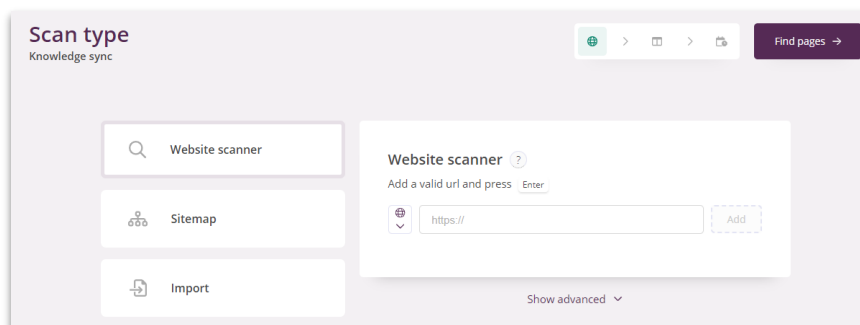 Scan type
Knowledge sync
Find pages →
Website scanner
Sitemap
Import
Website scanner ?
Add a valid url and press Enter
https://
Add
Show advanced